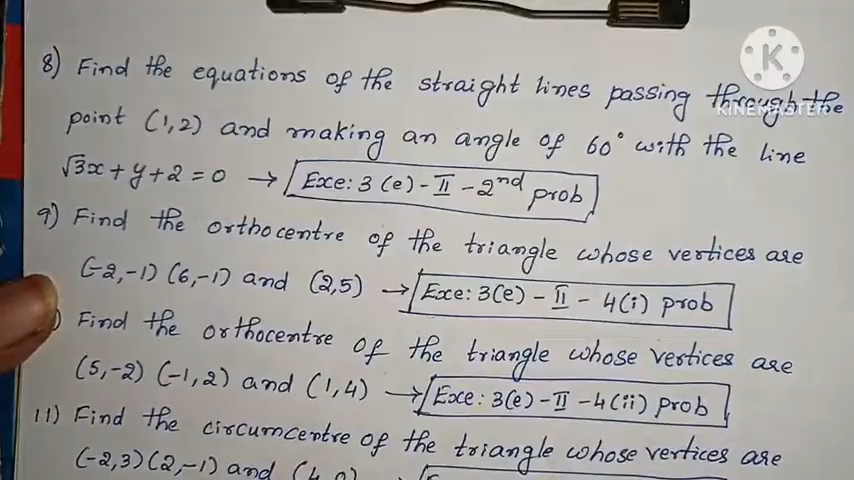 K
KINEMASTER
8) Find the equations of the straight lines passing through the
point (1,2) and making an angle of 60° with the line
√3x + y + 2 = 0 → Exe: 3(e) - II - 2nd prob
9) Find the orthocentre of the triangle whose vertices are
(-2,-1) (6,-1) and (2,5) → Exe: 3(e) - II - 4(i) prob
) Find the orthocentre of the triangle whose vertices are
(5,-2) (-1,2) and (1,4) → Exe: 3(e) - II - 4(ii) prob
11) Find the circumcentre of the triangle whose vertices are
(-2,3) (2,-1) and (4,0)